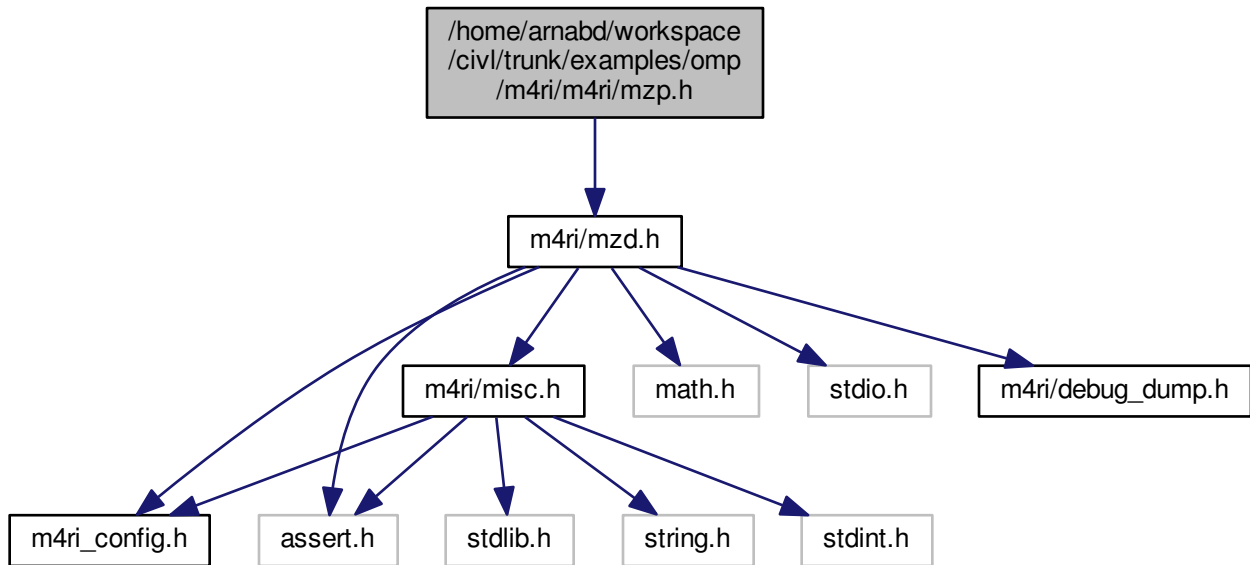 /home/arnabd/workspace
/civl/trunk/examples/omp
/m4ri/m4ri/mzp.h
m4ri/mzd.h
m4ri/misc.h
math.h
stdio.h
m4ri/debug_dump.h
m4ri_config.h
assert.h
stdlib.h
string.h
stdint.h